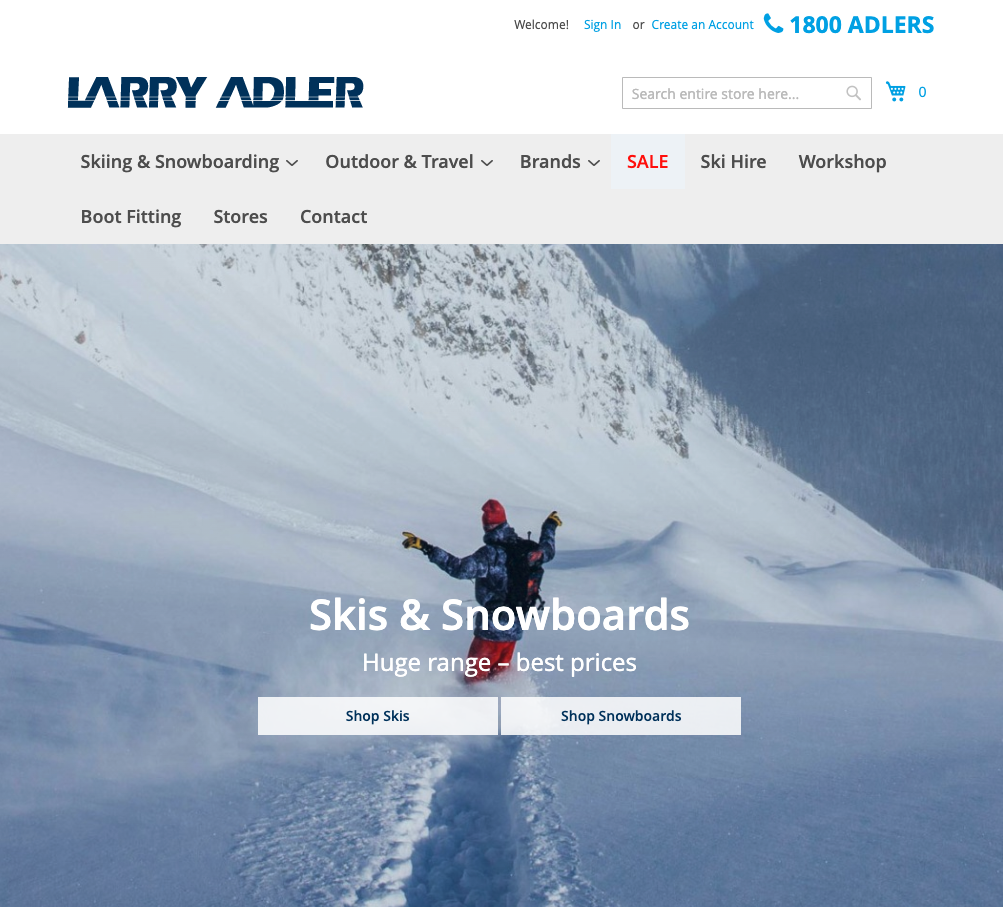 Welcome! Sign In or Create an Account 1800 ADLERS
LARRY ADLER
Search entire store here...
0
Skiing & Snowboarding Outdoor & Travel Brands SALE Ski Hire Workshop
Boot Fitting Stores Contact
Skis & Snowboards
Huge range – best prices
Shop Skis Shop Snowboards